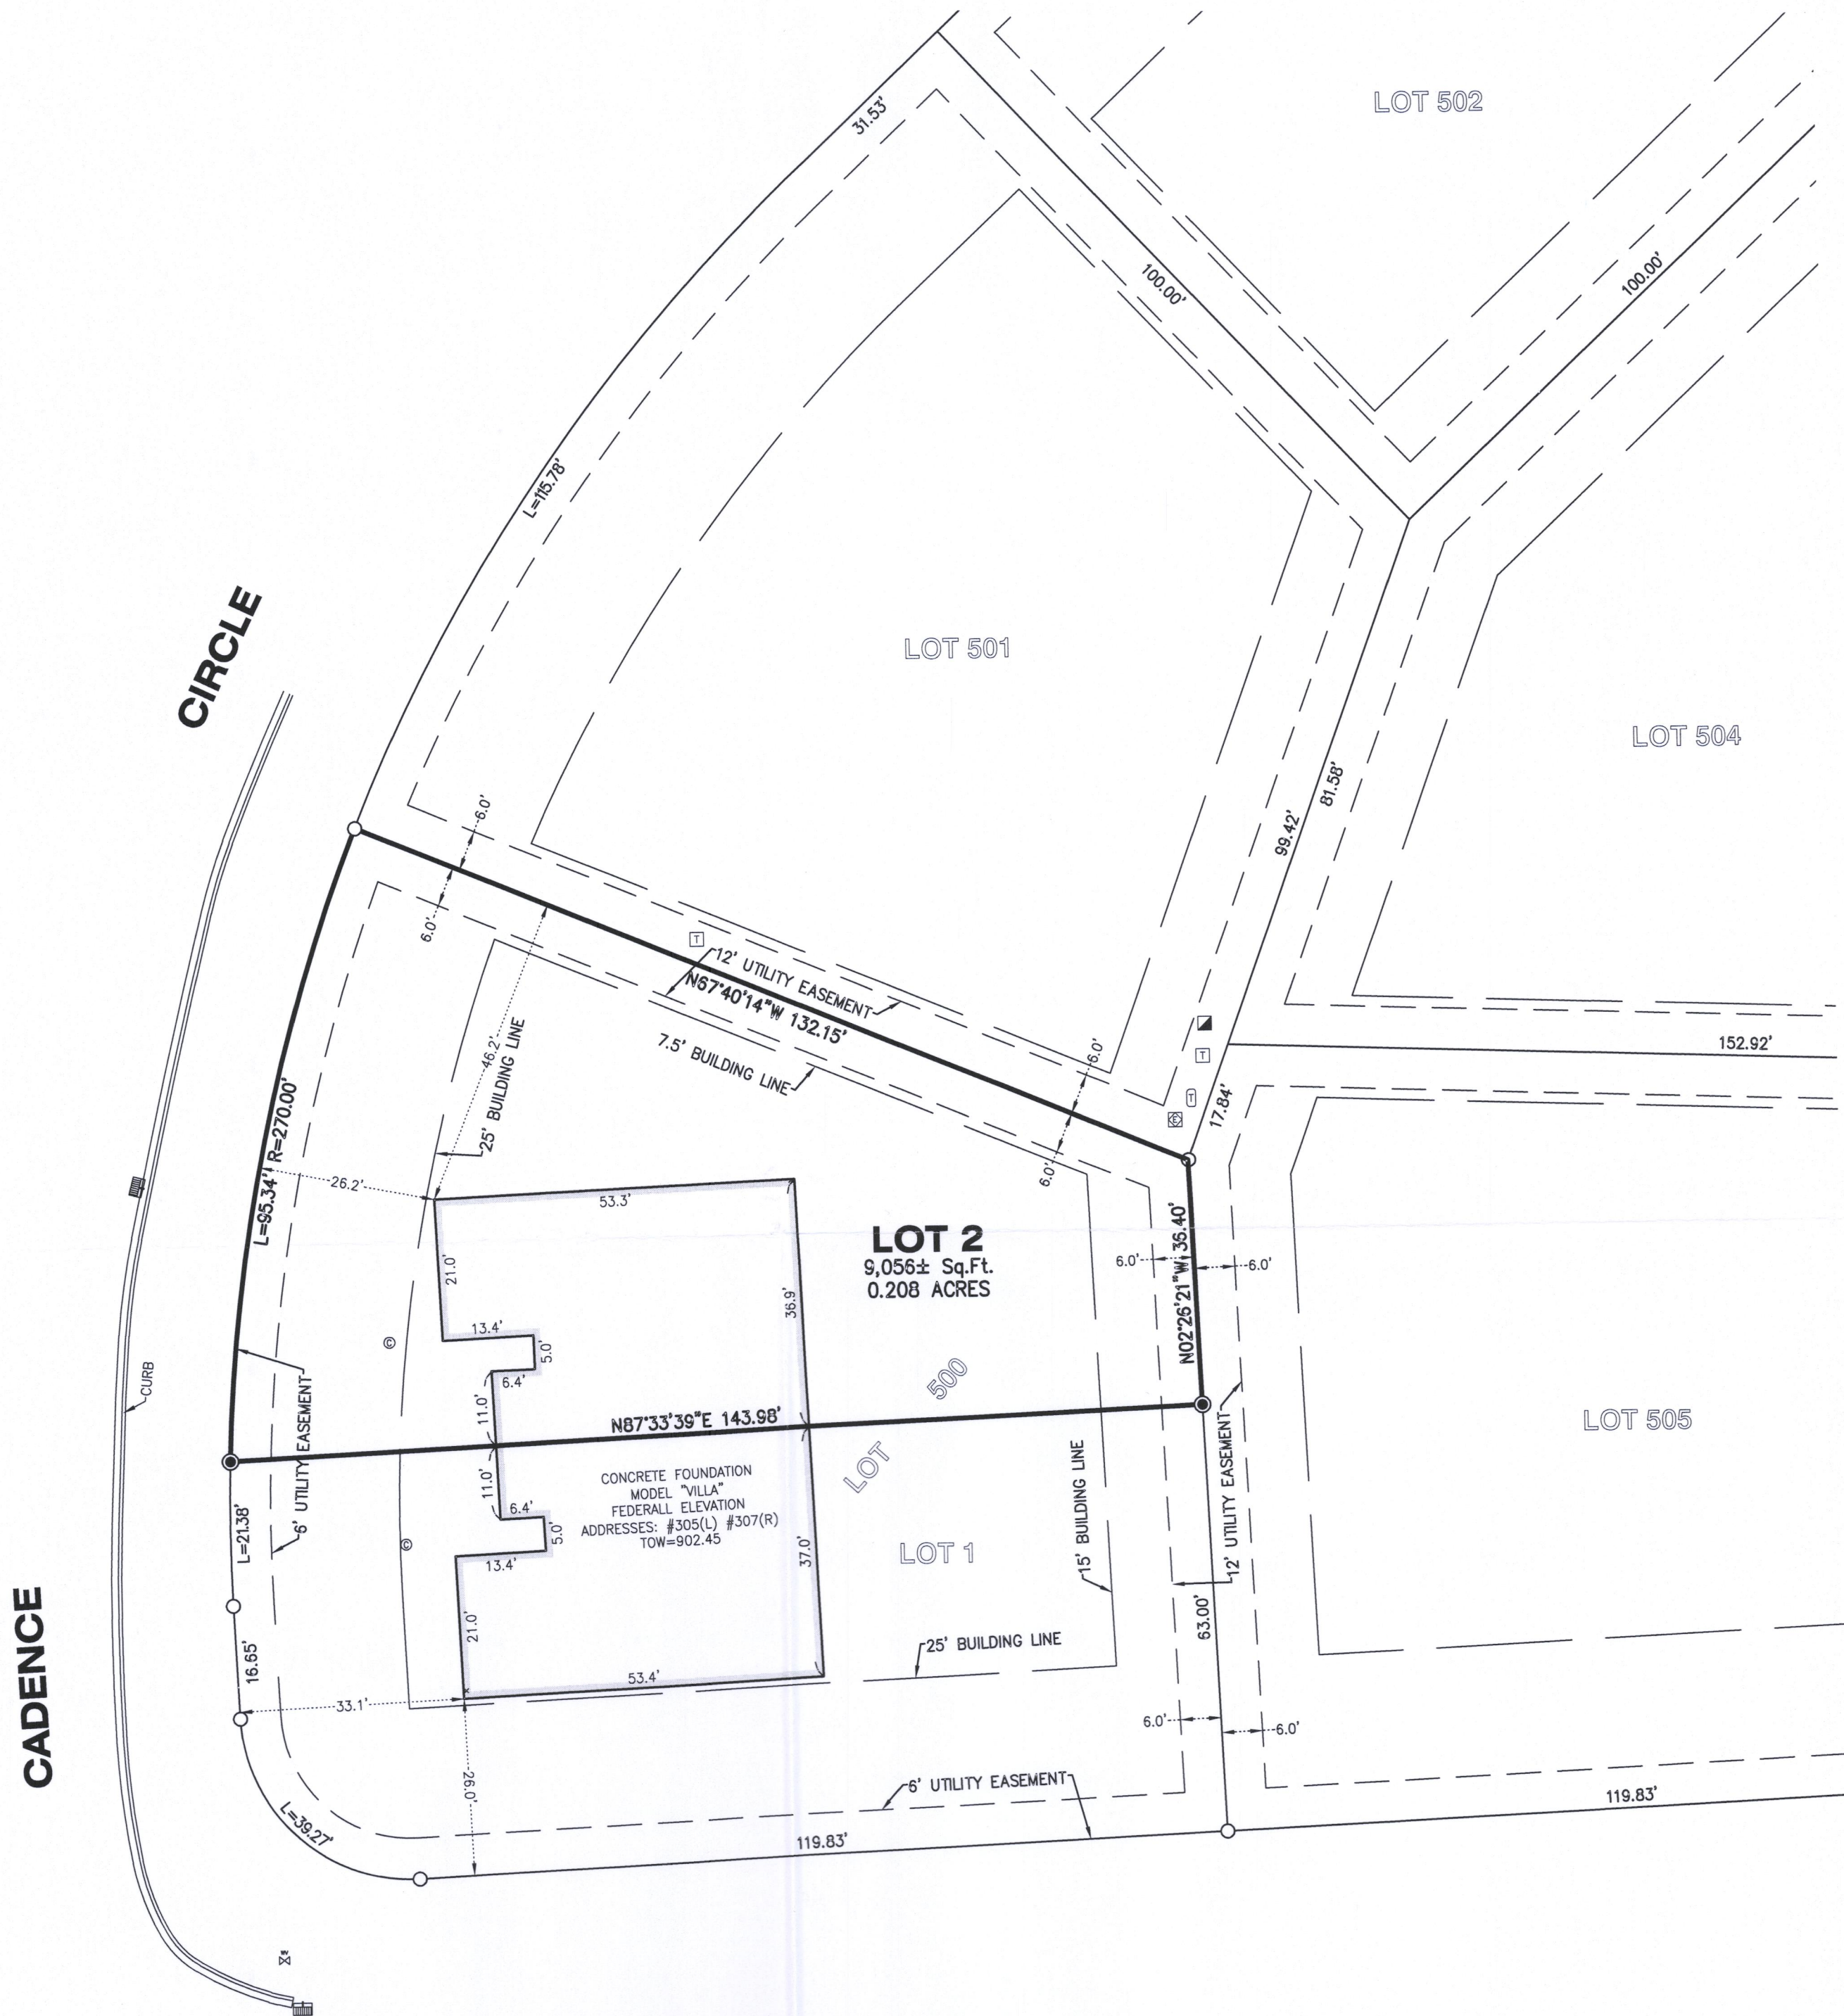 LOT 502
31.53'
100.00'
100.00'
L=115.78'
CIRCLE
LOT 501
LOT 504
81.58'
99.42'
6.0'
6.0'
T
12' UTILITY EASEMENT
N67°40'14"W 132.15'
7.5' BUILDING LINE
46.2'
25' BUILDING LINE
6.0'
6.0'
T
T
E
17.84'
152.92'
L=95.34' R=270.00'
26.2'
53.3'
21.0'
36.9'
LOT 2
9,056± Sq.Ft.
0.208 ACRES
6.0'
6.0'
N02°26'21"W 36.40'
13.4'
5.0'
6.4'
11.0'
C
CURB
6' UTILITY EASEMENT
N87°33'39"E 143.98'
LOT 500
LOT 505
11.0'
CONCRETE FOUNDATION
MODEL "VILLA"
FEDERALL ELEVATION
ADDRESSES: #305(L) #307(R)
TOW=902.45
6.4'
5.0'
13.4'
C
37.0'
LOT 1
15' BUILDING LINE
12' UTILITY EASEMENT
L=21.38'
16.65'
21.0'
53.4'
25' BUILDING LINE
63.00'
33.1'
26.0'
6.0'
6.0'
CADENCE
L=39.27'
6' UTILITY EASEMENT
119.83'
119.83'
W